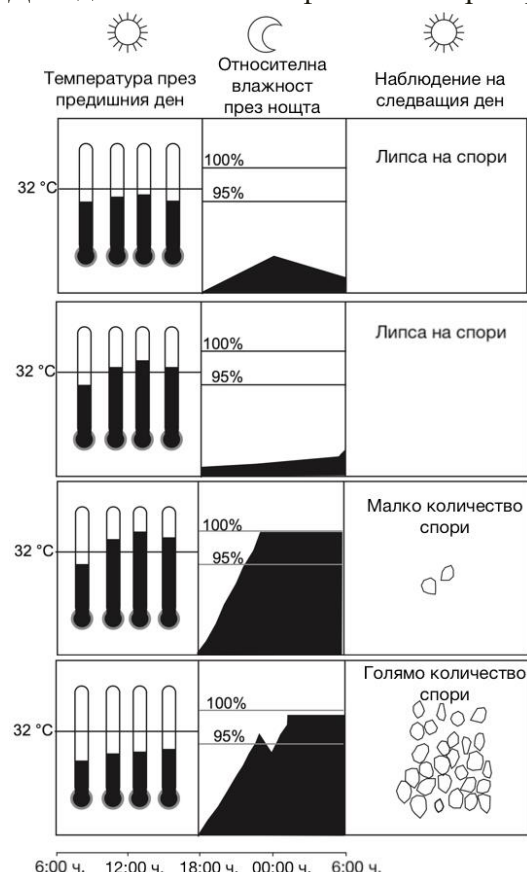 Температура през
предишния ден
Относителна
влажност
през нощта
Наблюдение на
следващия ден
32 °C
100%
95%
Липса на спори
32 °C
100%
95%
Липса на спори
32 °C
100%
95%
Малко количество
спори
32 °C
100%
95%
Голямо количество
спори
6:00 ч. 12:00 ч. 18:00 ч. 00:00 ч. 6:00 ч.